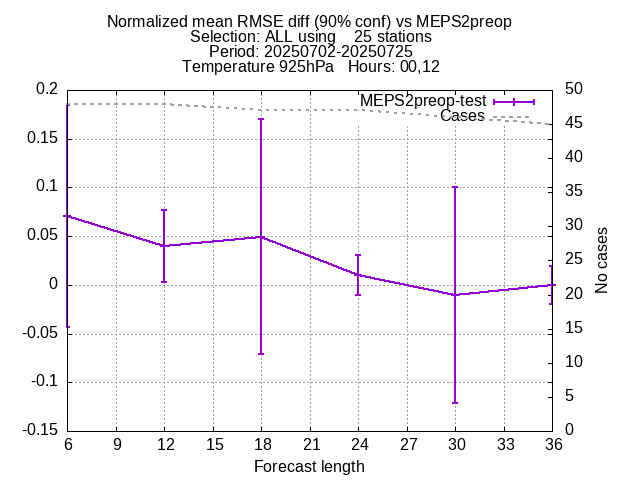 Normalized mean RMSE diff (90% conf) vs MEPS2preop
Selection: ALL using    25 stations
Period: 20250702-20250725
Temperature 925hPa   Hours: 00,12
MEPS2preop-test
Cases
0.2
0.15
0.1
0.05
0
-0.05
-0.1
-0.15
50
45
40
35
30
25
20
15
10
5
0
No cases
6 9 12 15 18 21 24 27 30 33 36
Forecast length